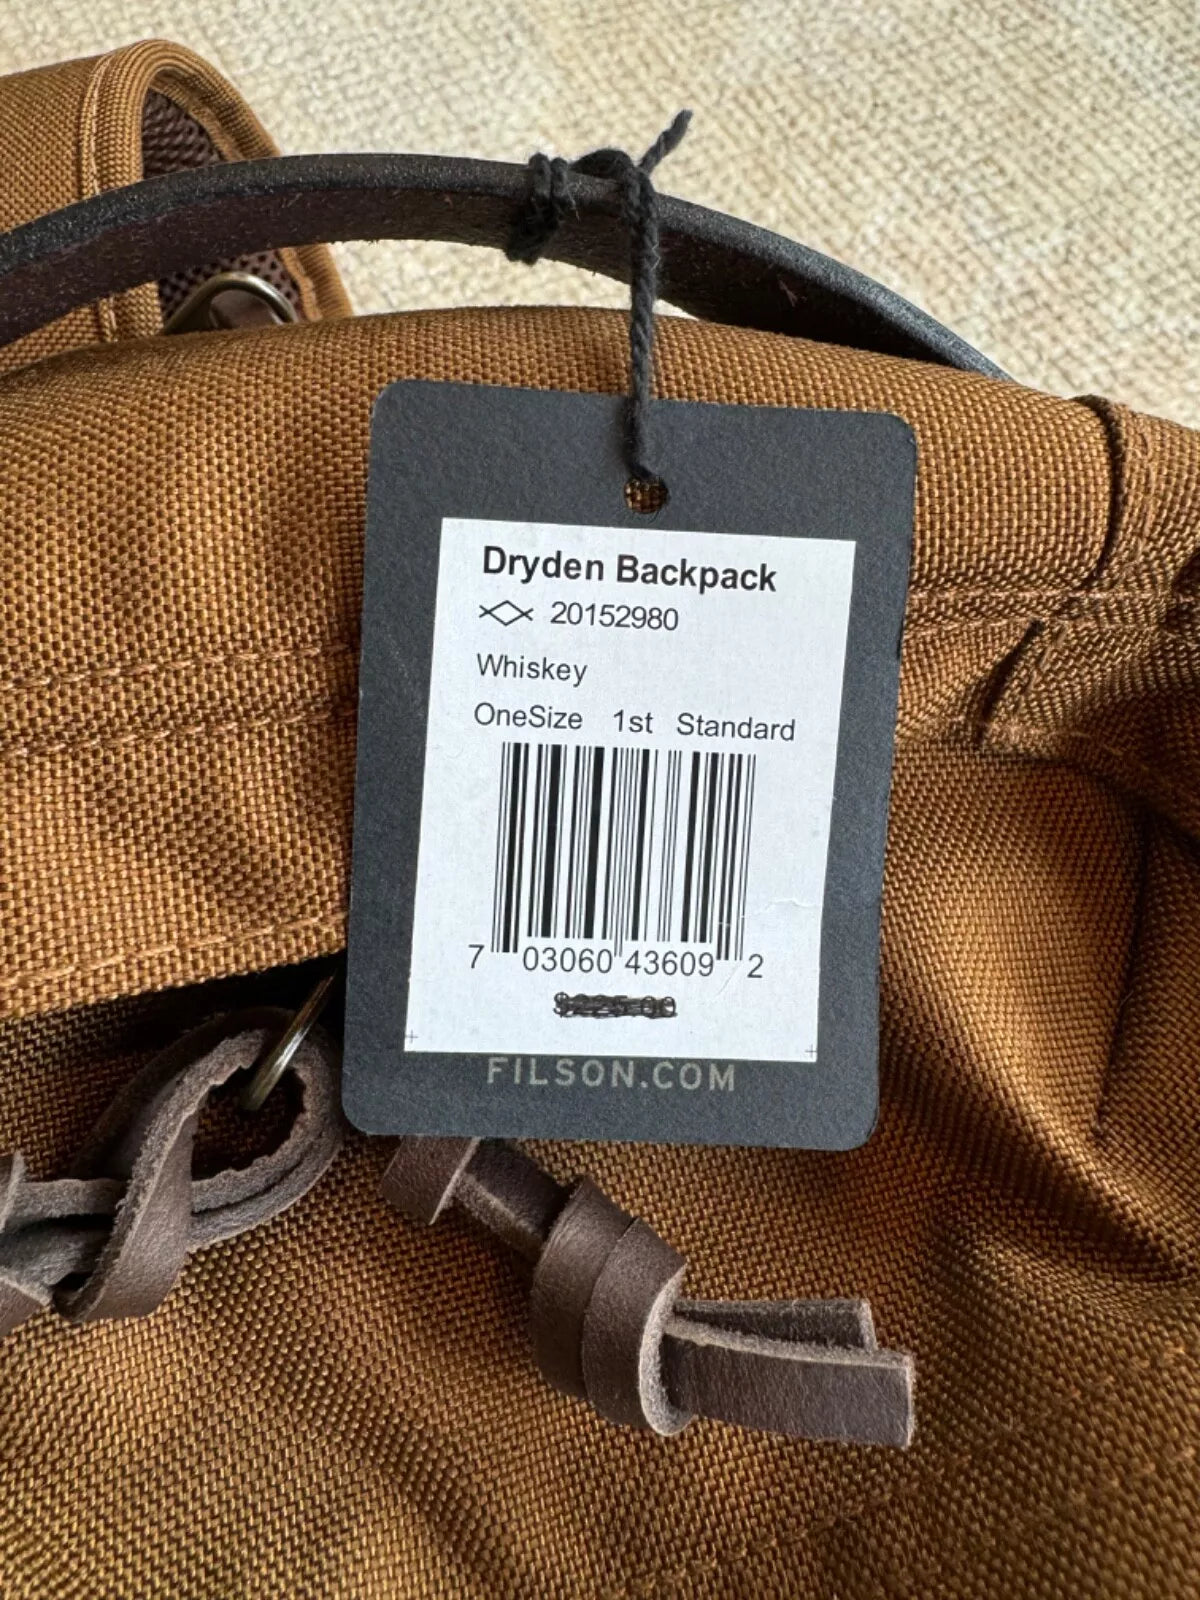 Dryden Backpack
20152980
Whiskey
OneSize 1st Standard
7 03060 43609 2
FILSON.COM